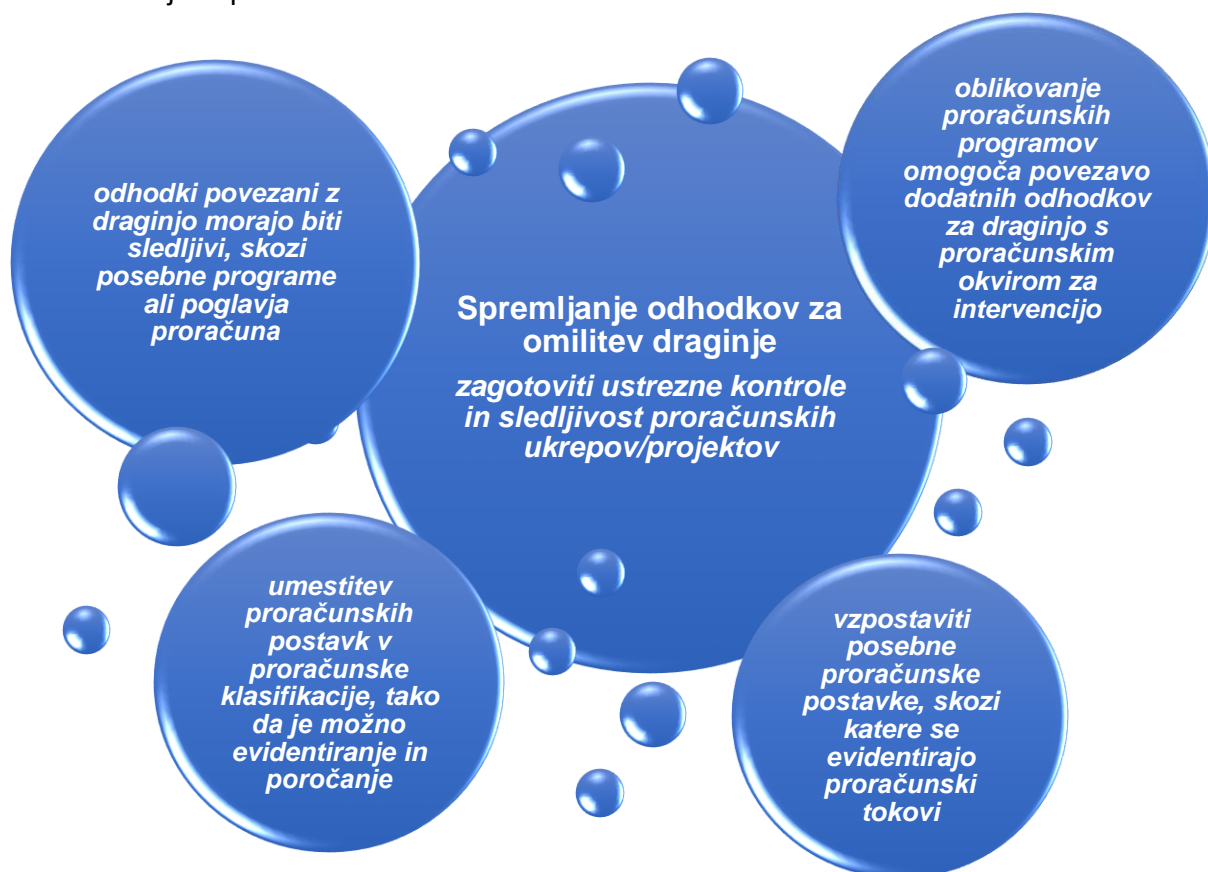 odhodki povezani z
draginjo morajo biti
sledljivi, skozi
posebne programe
ali poglavja
proračuna
Spremljanje odhodkov za
omilitev draginje
zagotoviti ustrezne kontrole
in sledljivost proračunskih
ukrepov/projektov
oblikovanje
proračunskih
programov
omogoča povezavo
dodatnih odhodkov
za draginjo s
proračunskim
okvirom za
intervencijo
umestitev
proračunskih
postavk v
proračunske
klasifikacije, tako
da je možno
evidentiranje in
poročanje
vzpostaviti
posebne
proračunske
postavke, skozi
katere se
evidentirajo
proračunski
tokovi